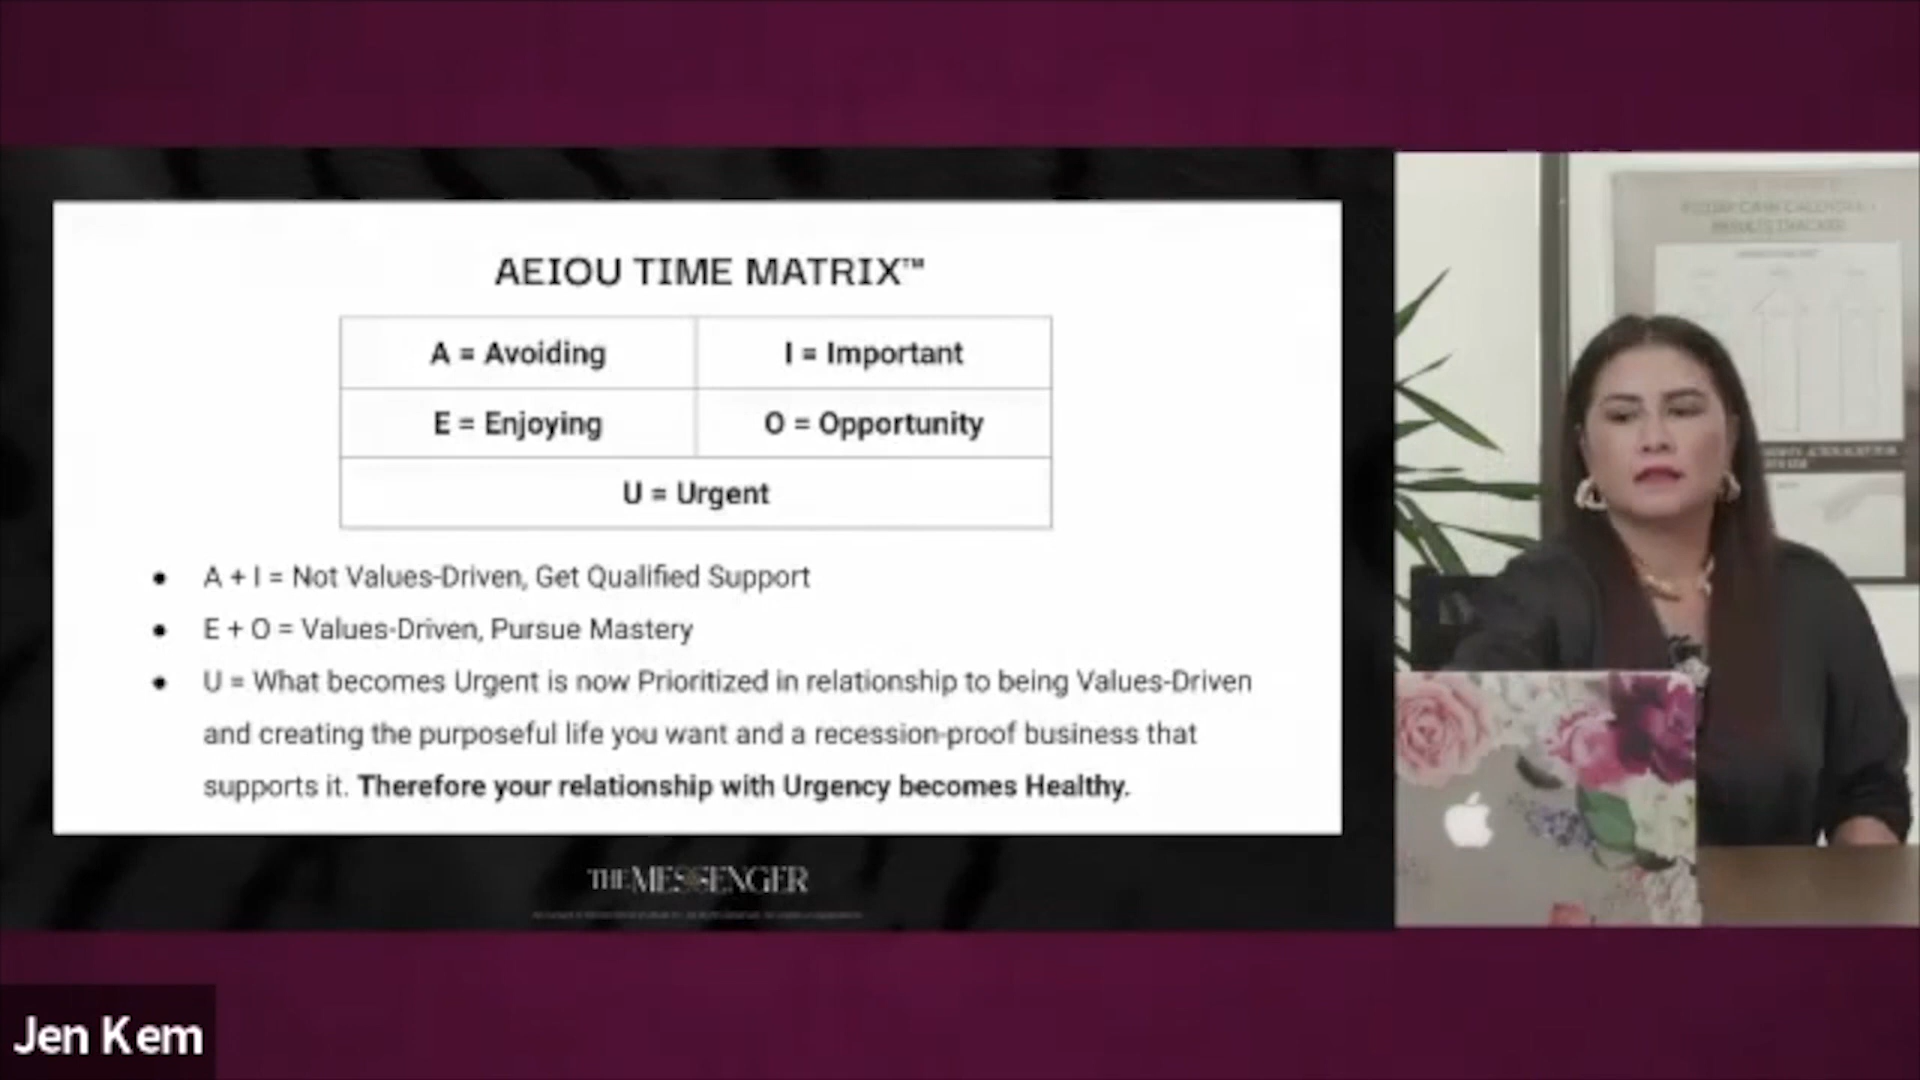 AEIOU TIME MATRIX™
A = Avoiding
I = Important
E = Enjoying
O = Opportunity
U = Urgent
● A + I = Not Values-Driven, Get Qualified Support
● E + O = Values-Driven, Pursue Mastery
● U = What becomes Urgent is now Prioritized in relationship to being Values-Driven
and creating the purposeful life you want and a recession-proof business that
supports it. Therefore your relationship with Urgency becomes Healthy.
THE MESSENGER
Jen Kem